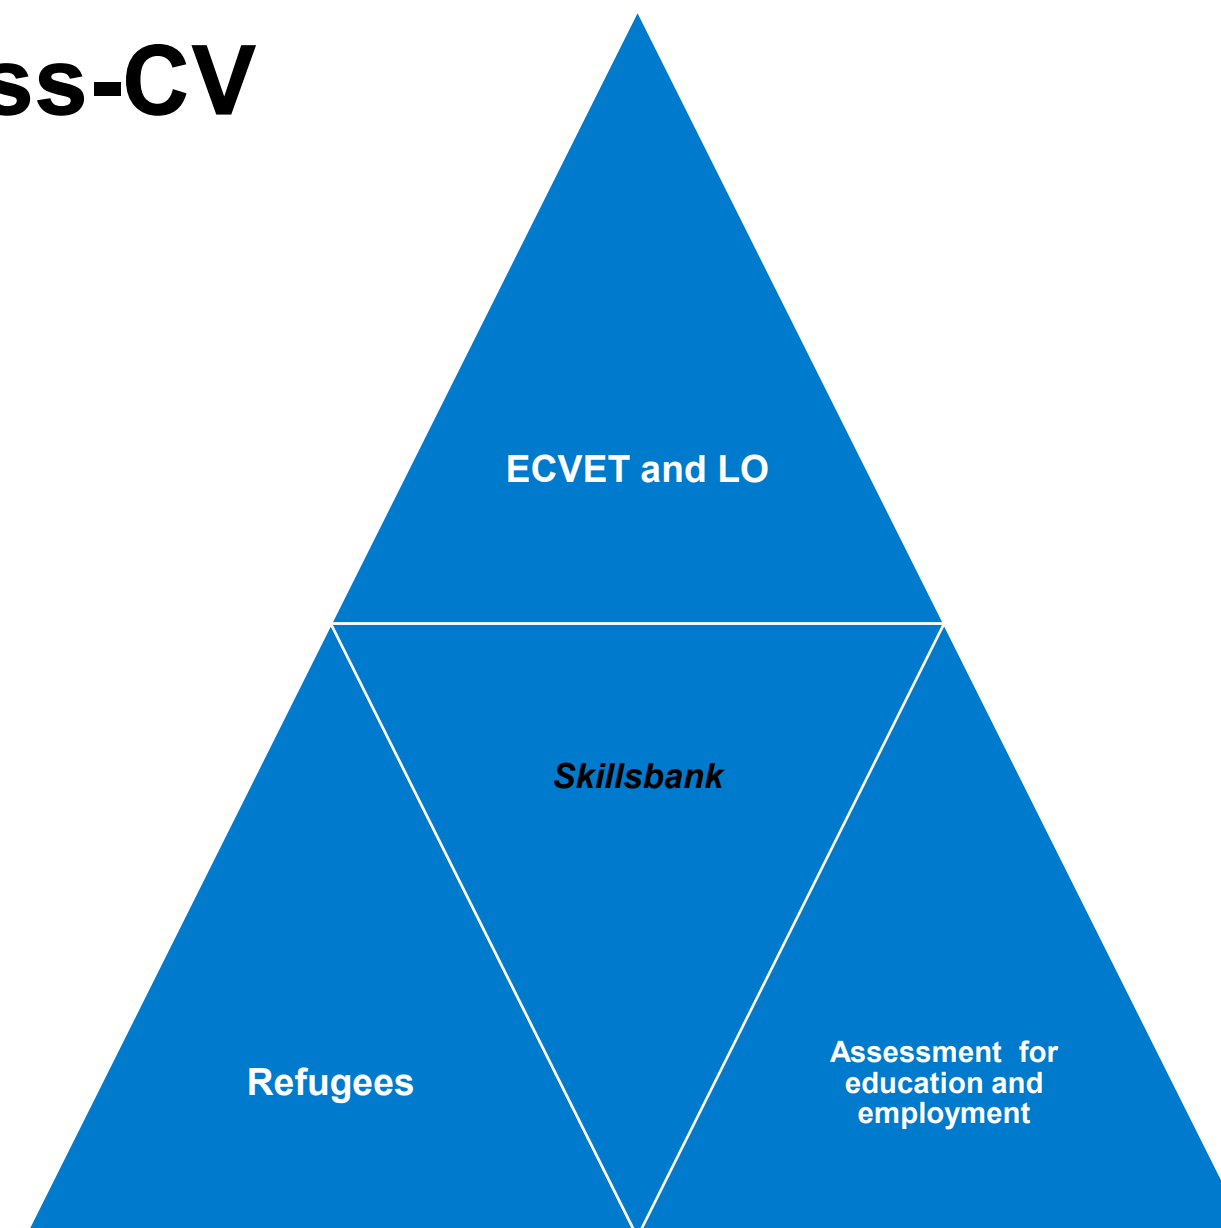 ss-CV
ECVET and LO
Skillsbank
Refugees
Assessment for
education and
employment